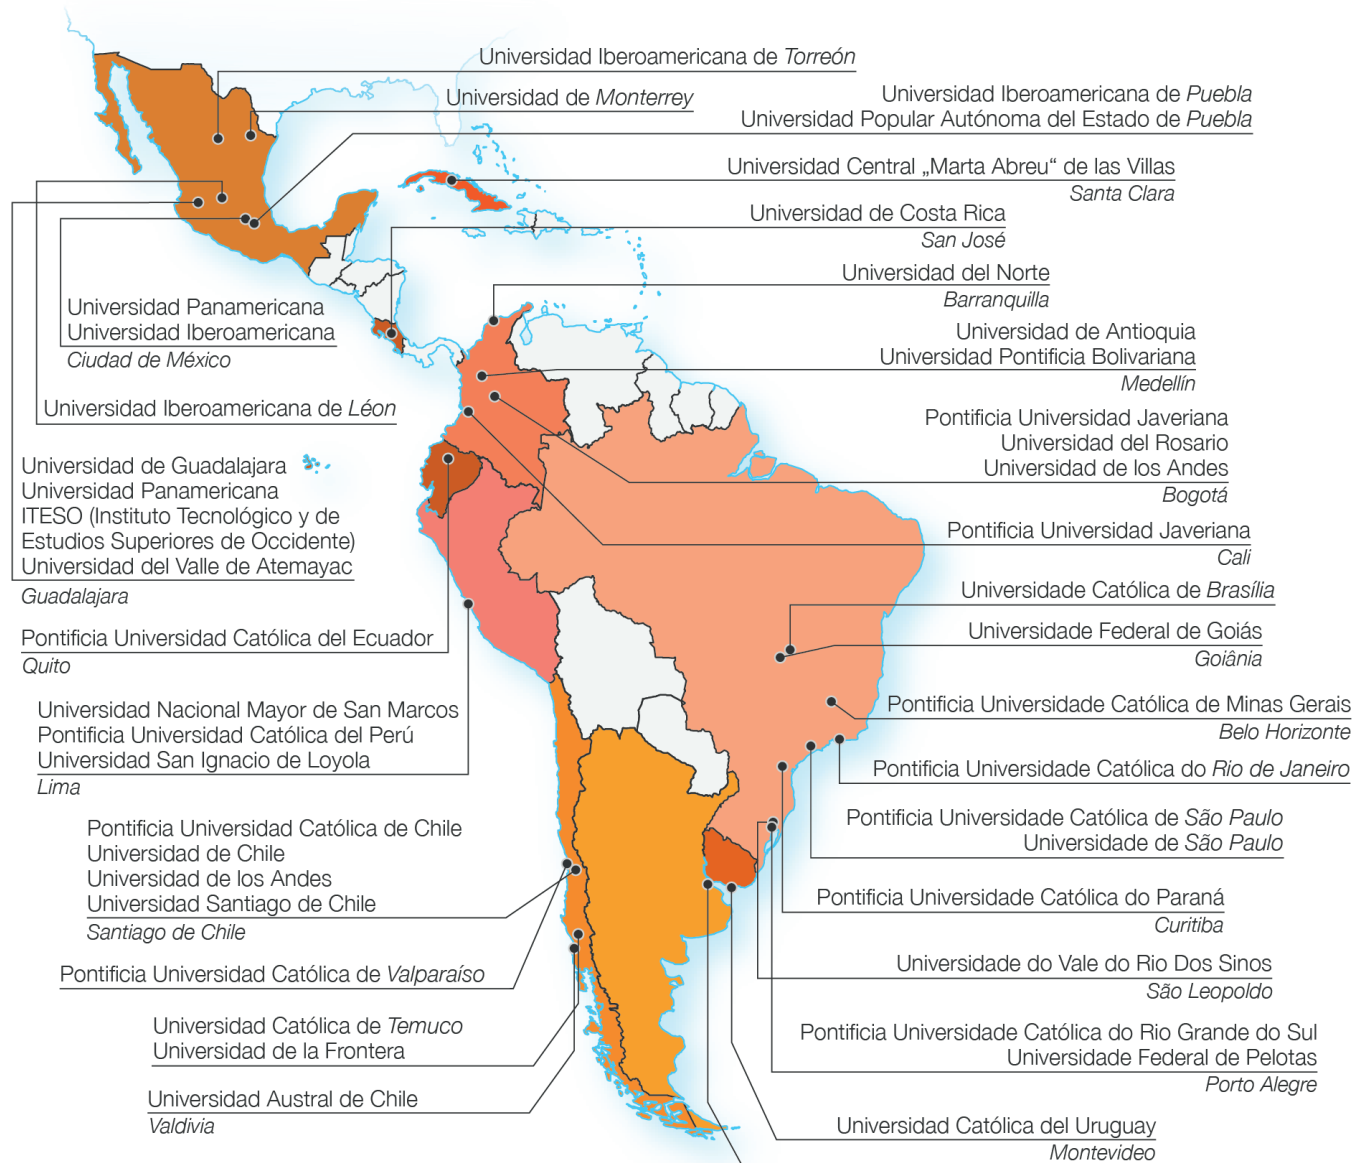 Universidad Iberoamericana de Torreón
Universidad de Monterrey
Universidad Iberoamericana de Puebla
Universidad Popular Autónoma del Estado de Puebla
Universidad Central „Marta Abreu“ de las Villas
Santa Clara
Universidad de Costa Rica
San José
Universidad del Norte
Barranquilla
Universidad de Antioquia
Universidad Pontificia Bolivariana
Medellín
Pontificia Universidad Javeriana
Universidad del Rosario
Universidad de los Andes
Bogotá
Pontificia Universidad Javeriana
Cali
Universidade Católica de Brasília
Universidade Federal de Goiás
Goiânia
Pontificia Universidade Católica de Minas Gerais
Belo Horizonte
Pontificia Universidade Católica do Rio de Janeiro
Pontificia Universidade Católica de São Paulo
Universidade de São Paulo
Pontificia Universidade Católica do Paraná
Curitiba
Universidade do Vale do Rio Dos Sinos
São Leopoldo
Pontificia Universidade Católica do Rio Grande do Sul
Universidade Federal de Pelotas
Porto Alegre
Universidad Católica del Uruguay
Montevideo
Universidad Panamericana
Universidad Iberoamericana
Ciudad de México
Universidad Iberoamericana de Léon
Universidad de Guadalajara
Universidad Panamericana
ITESO (Instituto Tecnológico y de
Estudios Superiores de Occidente)
Universidad del Valle de Atemayac
Guadalajara
Pontificia Universidad Católica del Ecuador
Quito
Universidad Nacional Mayor de San Marcos
Pontificia Universidad Católica del Perú
Universidad San Ignacio de Loyola
Lima
Pontificia Universidad Católica de Chile
Universidad de Chile
Universidad de los Andes
Universidad Santiago de Chile
Santiago de Chile
Pontificia Universidad Católica de Valparaíso
Universidad Católica de Temuco
Universidad de la Frontera
Universidad Austral de Chile
Valdivia